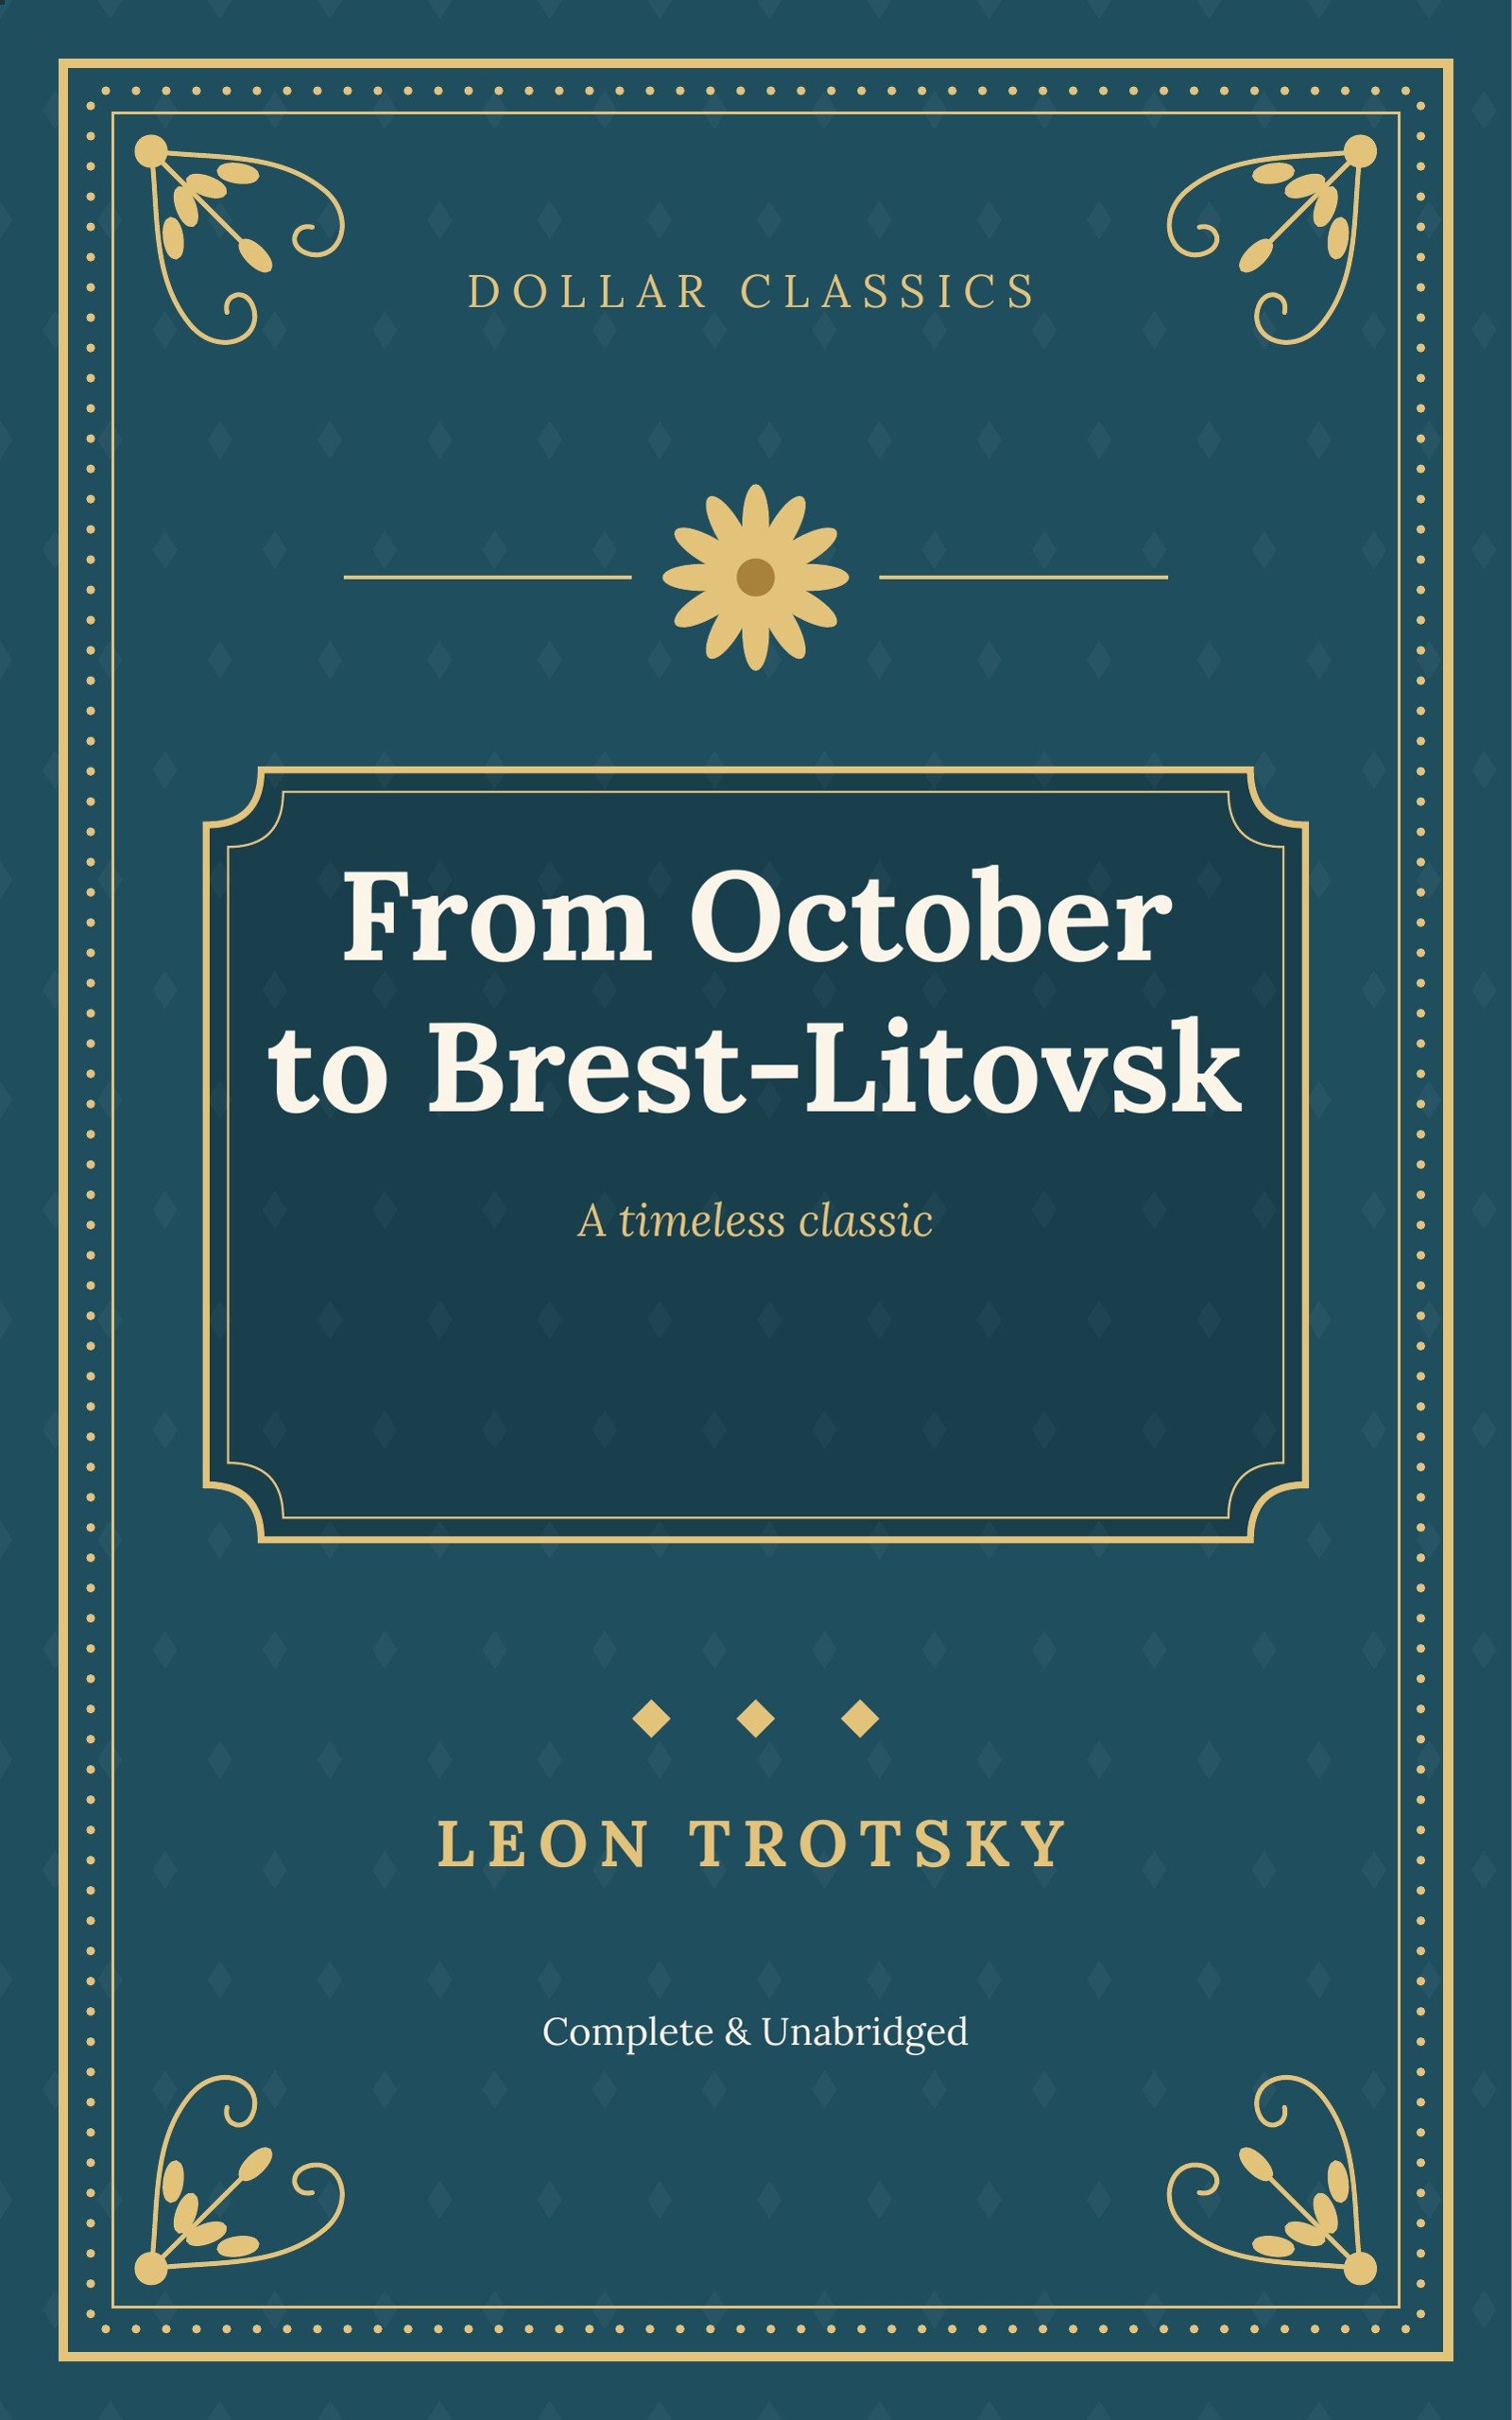 DOLLAR CLASSICS
From October
to Brest-Litovsk
A timeless classic
LEON TROTSKY
Complete & Unabridged